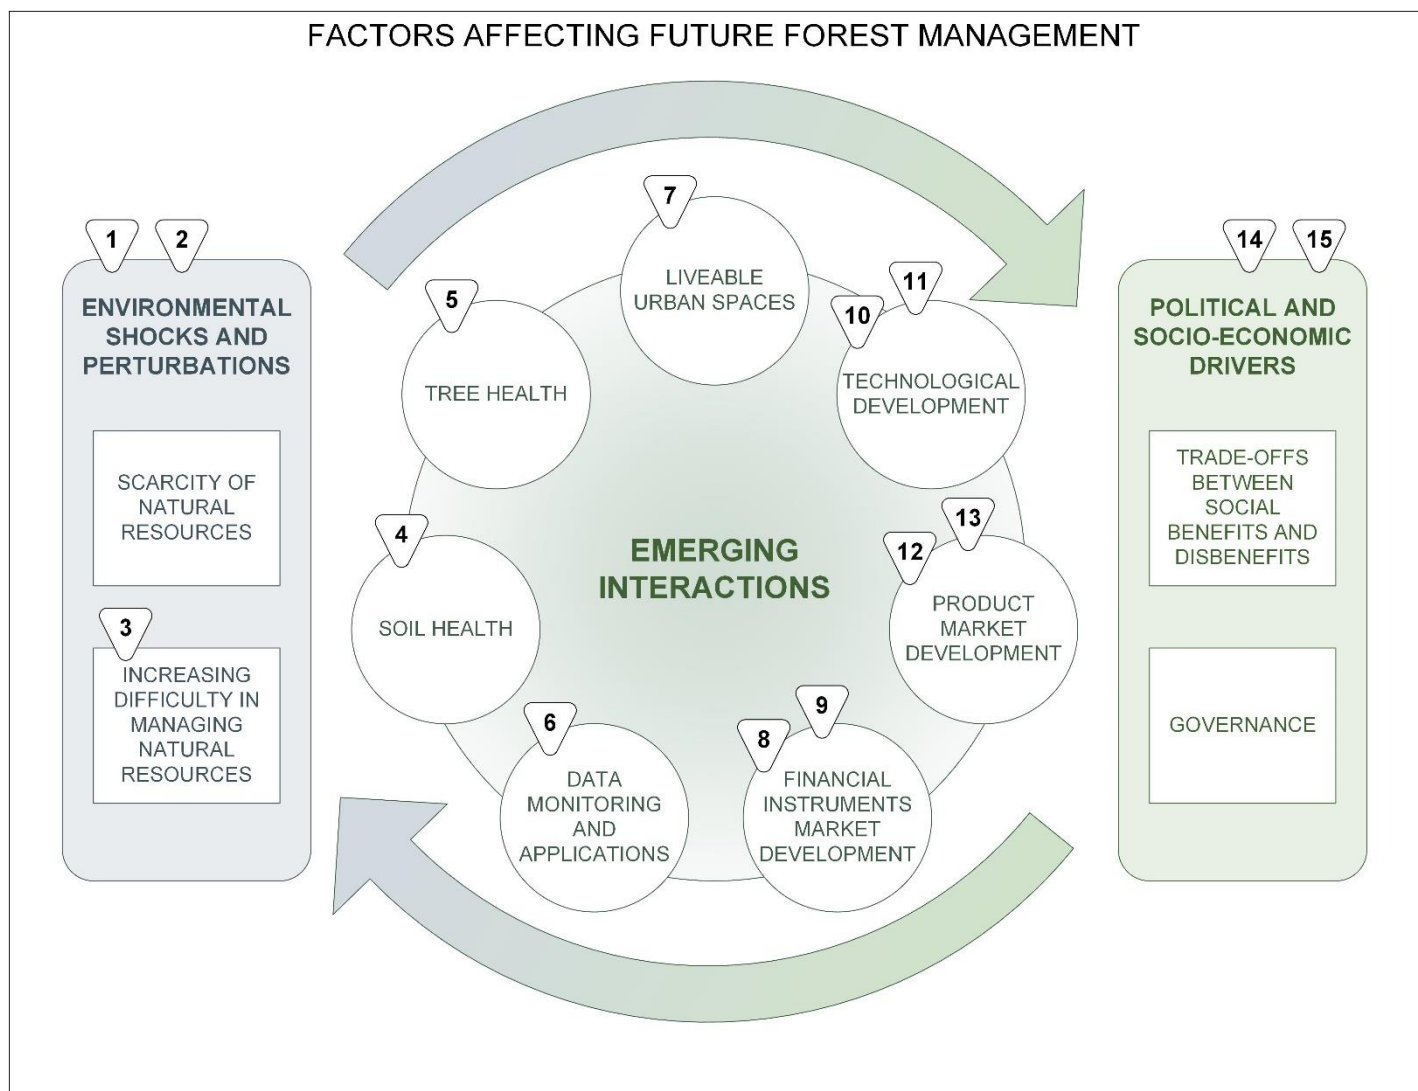 FACTORS AFFECTING FUTURE FOREST MANAGEMENT
1
2
ENVIRONMENTAL
SHOCKS AND
PERTURBATIONS
SCARCITY OF
NATURAL
RESOURCES
3
INCREASING
DIFFICULTY IN
MANAGING
NATURAL
RESOURCES
EMERGING
INTERACTIONS
4
SOIL HEALTH
5
TREE HEALTH
6
DATA
MONITORING
AND
APPLICATIONS
7
LIVEABLE
URBAN SPACES
8
9
FINANCIAL
INSTRUMENTS
MARKET
DEVELOPMENT
10
11
TECHNOLOGICAL
DEVELOPMENT
12
13
PRODUCT
MARKET
DEVELOPMENT
14
15
POLITICAL AND
SOCIO-ECONOMIC
DRIVERS
TRADE-OFFS
BETWEEN
SOCIAL
BENEFITS AND
DISBENEFITS
GOVERNANCE